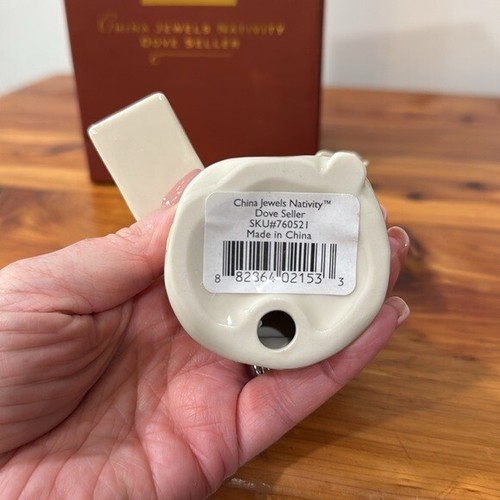 China Jewels Nativity
Dove Seller
China Jewels Nativity™
Dove Seller
SKU#760521
Made in China
8 82364 02153 3